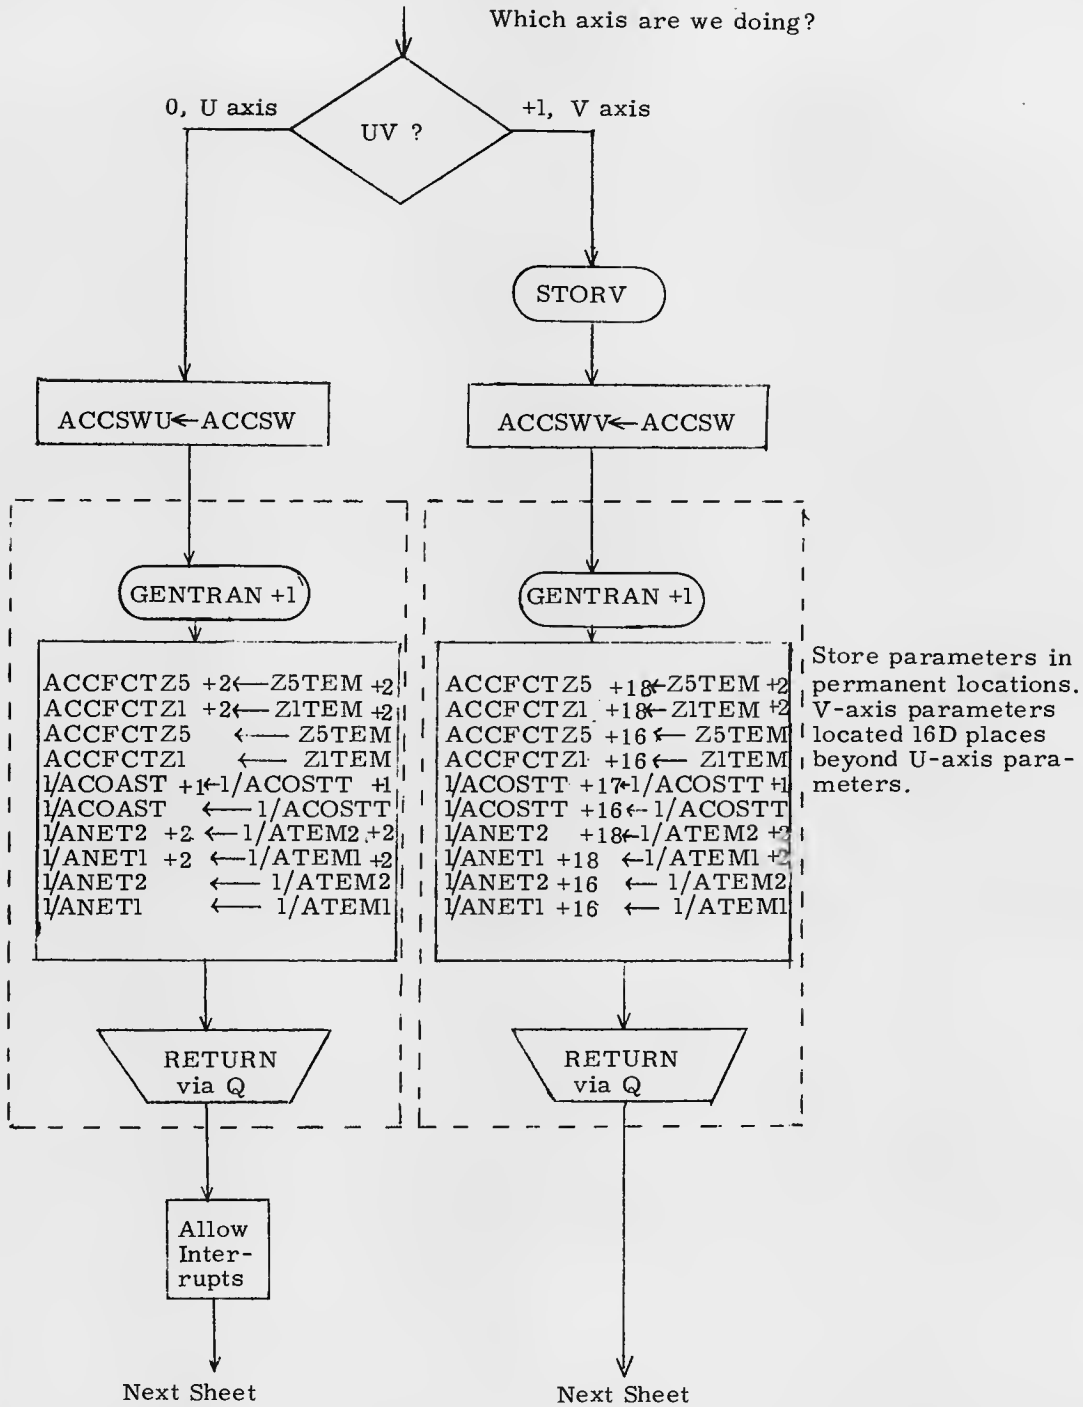 Which axis are we doing?
0, U axis
+1, V axis
UV ?
STORV
ACCSWU←ACCSW
ACCSWV←ACCSW
GENTRAN +1
ACCFCTZ5 +2←Z5TEM +2
ACCFCTZ1 +2←Z1TEM +2
ACCFCTZ5 ← Z5TEM
ACCFCTZ1 ← Z1TEM
1/ACOAST +1←1/ACOSTT +1
1/ACOAST ← 1/ACOSTT
1/ANET2 +2 ← 1/ATEM2 +2
1/ANET1 +2 ← 1/ATEM1 +2
1/ANET2 ← 1/ATEM2
1/ANET1 ← 1/ATEM1
RETURN
via Q
Allow
Inter-
rupts
Next Sheet
GENTRAN +1
ACCFCTZ5 +18←Z5TEM +2
ACCFCTZ1 +18←Z1TEM +2
ACCFCTZ5 +16 ← Z5TEM
ACCFCTZ1 +16 ← Z1TEM
1/ACOSTT +17←1/ACOSTT +1
1/ACOSTT +16 ← 1/ACOSTT
1/ANET2 +18←1/ATEM2 +2
1/ANET1 +18 ←1/ATEM1 +2
1/ANET2 +16 ← 1/ATEM2
1/ANET1 +16 ← 1/ATEM1
RETURN
via Q
Next Sheet
Store parameters in
permanent locations.
V-axis parameters
located 16D places
beyond U-axis para-
meters.